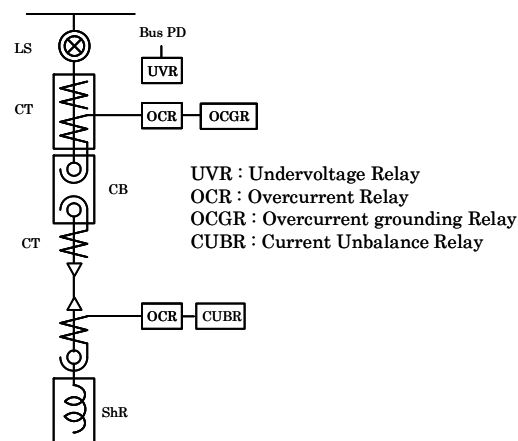 Bus PD
LS
UVR
CT
OCR
OCGR
CB
UVR : Undervoltage Relay
OCR : Overcurrent Relay
OCGR : Overcurrent grounding Relay
CUBR : Current Unbalance Relay
CT
OCR
CUBR
ShR